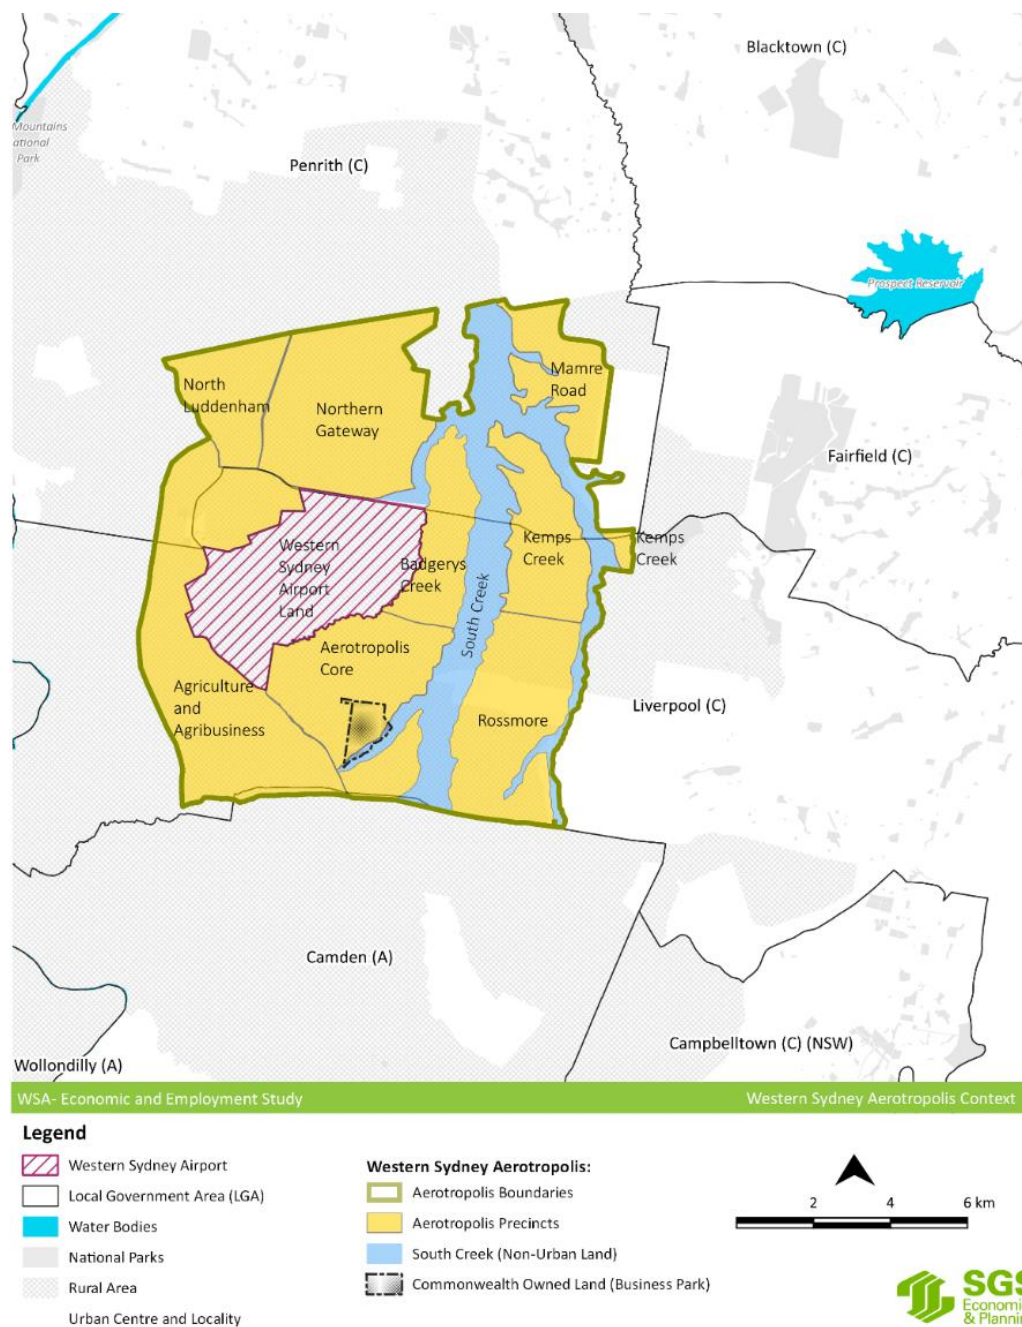 Blacktown (C)
Mountains
ational
Park
Penrith (C)
Prospect Reservoir
Mamre
Road
North
Luddenham
Northern
Gateway
Fairfield (C)
Western
Sydney
Airport
Land
Badgerys
Creek
Kemps
Creek
Kemps
Creek
South Creek
Aerotropolis
Core
Agriculture
and
Agribusiness
Rossmore
Liverpool (C)
Camden (A)
Campbelltown (C) (NSW)
Wollondilly (A)
WSA- Economic and Employment Study
Western Sydney Aerotropolis Context
Legend
Western Sydney Airport
Local Government Area (LGA)
Water Bodies
National Parks
Rural Area
Urban Centre and Locality
Western Sydney Aerotropolis:
Aerotropolis Boundaries
Aerotropolis Precincts
South Creek (Non-Urban Land)
Commonwealth Owned Land (Business Park)
2 4 6 km
SGS
Economic
& Plannin